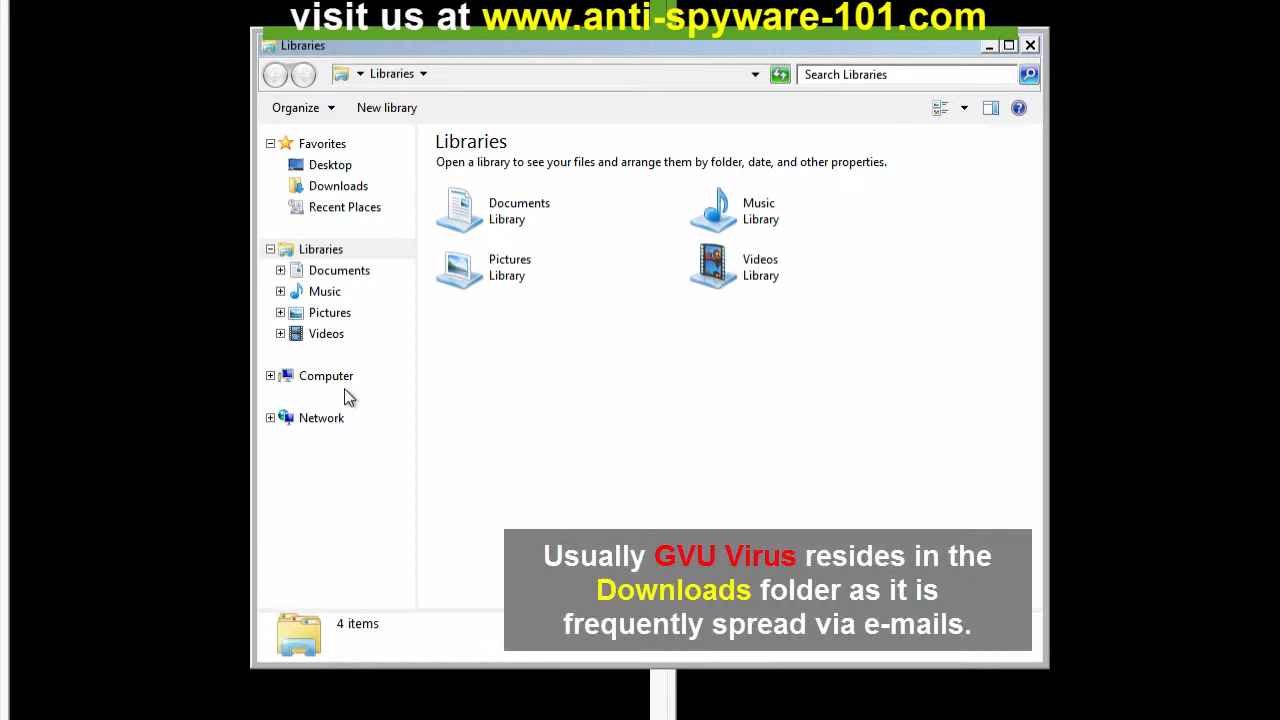 visit us at www.anti-spyware-101.com
Libraries
Libraries
Search Libraries
Organize
New library
Favorites
Desktop
Downloads
Recent Places
Libraries
Documents
Music
Pictures
Videos
Computer
Network
Libraries
Open a library to see your files and arrange them by folder, date, and other properties.
Documents
Library
Music
Library
Pictures
Library
Videos
Library
4 items
Usually GVU Virus resides in the
Downloads folder as it is
frequently spread via e-mails.